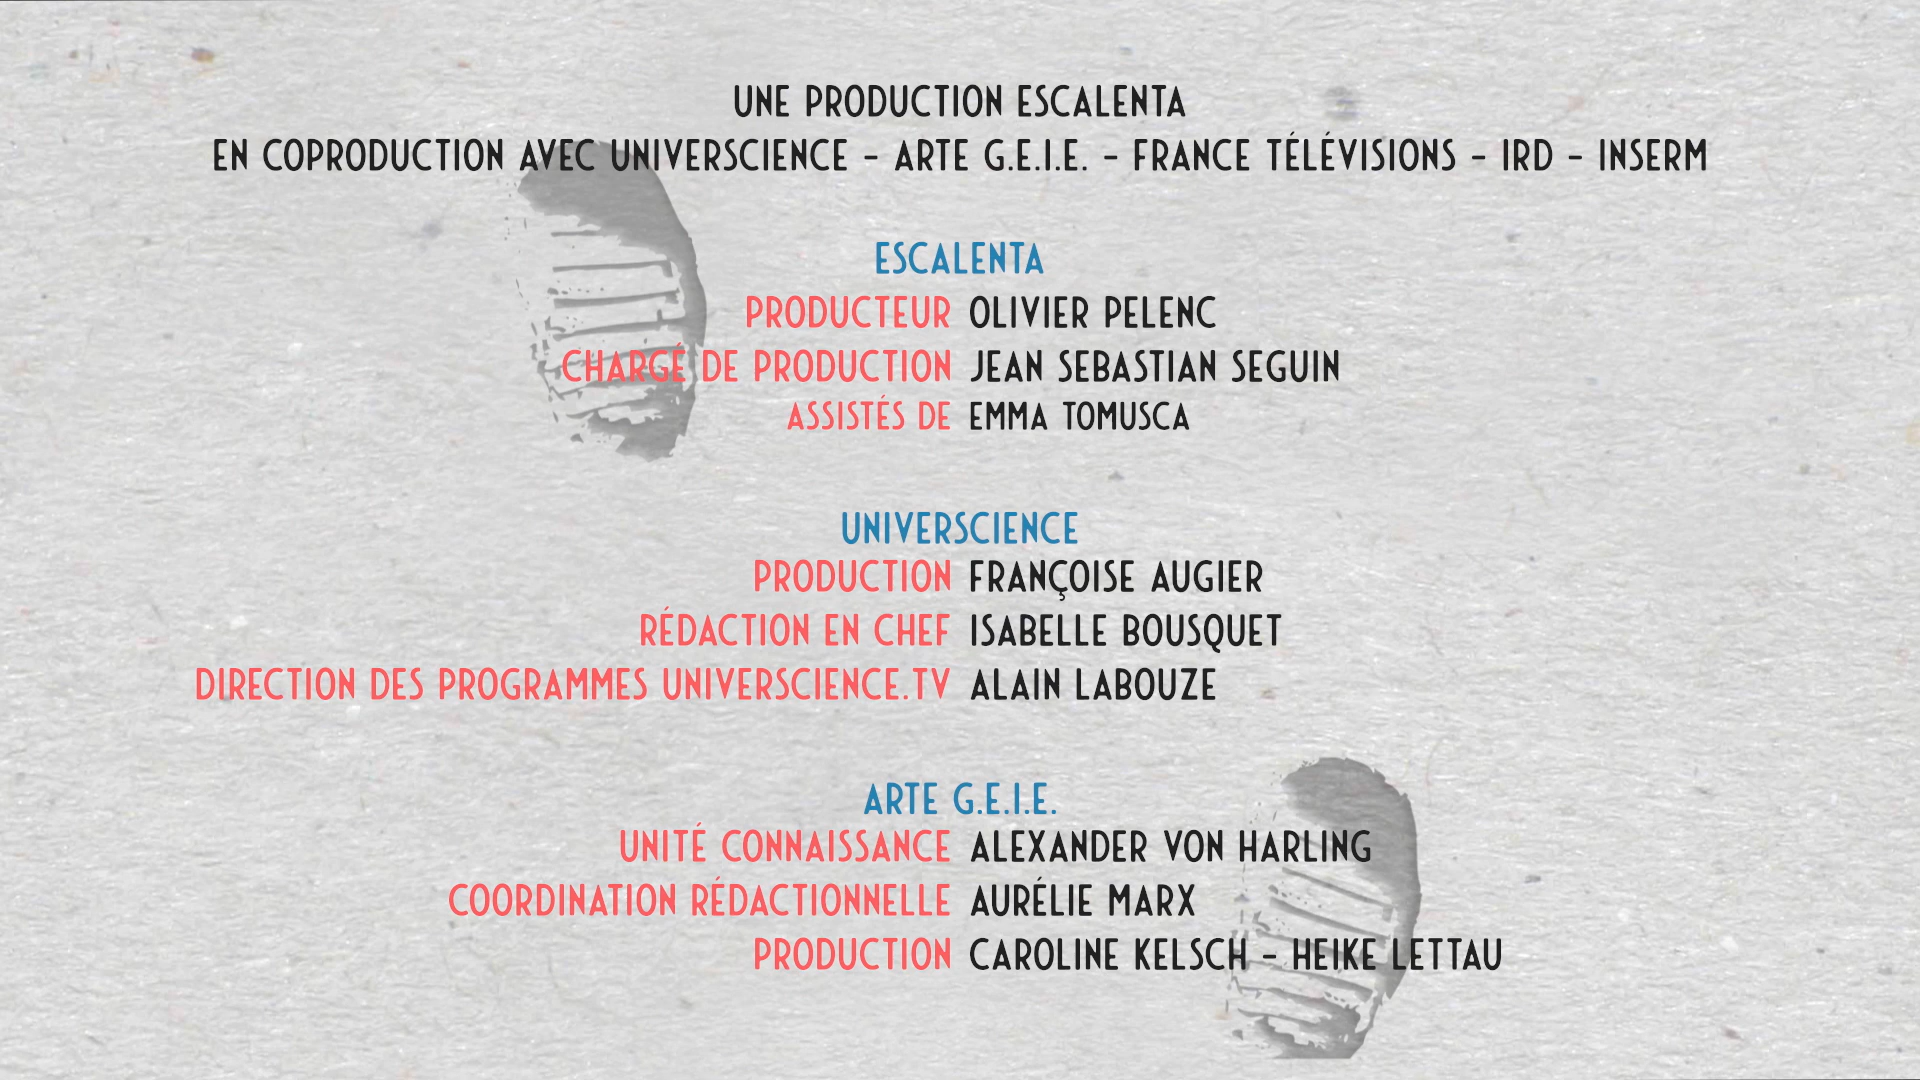 UNE PRODUCTION ESCALENTA
EN COPRODUCTION AVEC UNIVERSCIENCE - ARTE G.E.I.E. - FRANCE TÉLÉVISIONS - IRD - INSERM
ESCALENTA
PRODUCTEUR OLIVIER PELENC
CHARGÉ DE PRODUCTION JEAN SEBASTIAN SEGUIN
ASSISTÉS DE EMMA TOMUSCA
UNIVERSCIENCE
PRODUCTION FRANÇOISE AUGIER
RÉDACTION EN CHEF ISABELLE BOUSQUET
DIRECTION DES PROGRAMMES UNIVERSCIENCE.TV ALAIN LABOUZE
ARTE G.E.I.E.
UNITÉ CONNAISSANCE ALEXANDER VON HARLING
COORDINATION RÉDACTIONNELLE AURÉLIE MARX
PRODUCTION CAROLINE KELSCH - HEIKE LETTAU